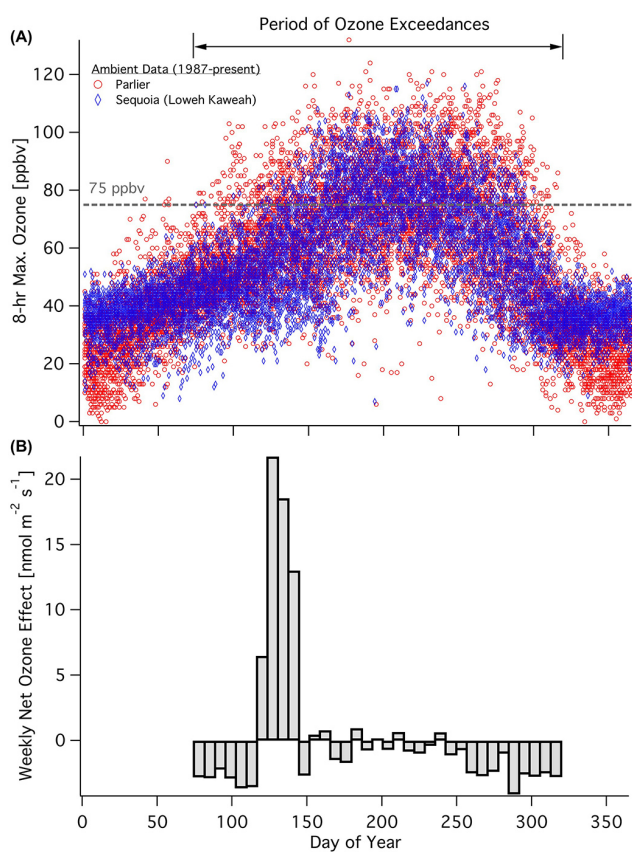 Period of Ozone Exceedances
(A)
Ambient Data (1987-present)
Parlier
Sequoia (Loweh Kaweah)
75 ppbv
8-hr Max. Ozone [ppbv]
120
100
80
60
40
20
0
(B)
Weekly Net Ozone Effect [nmol m-2 s-1]
20
15
10
5
0
0 50 100 150 200 250 300 350
Day of Year